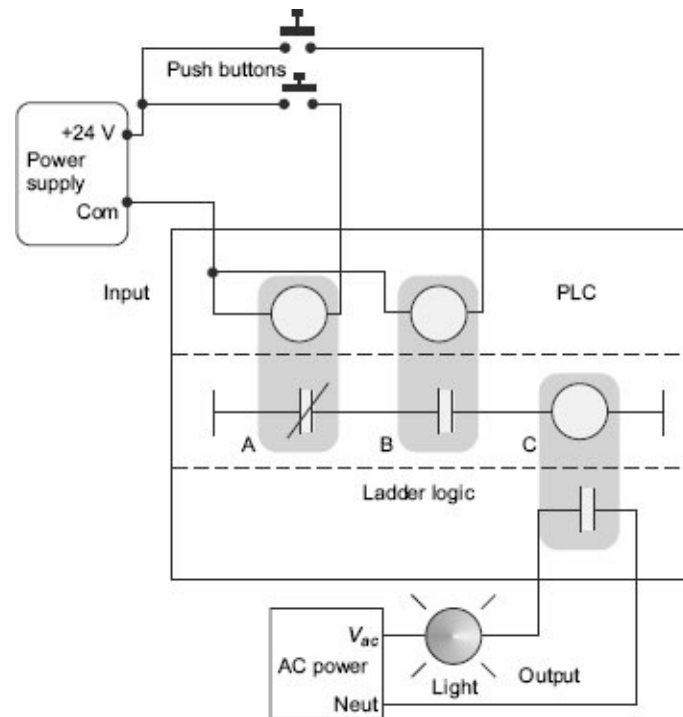 Push buttons
+24 V
Power
supply
Com
Input
PLC
A
B
C
Ladder logic
Vac
AC power
Neut
Light
Output